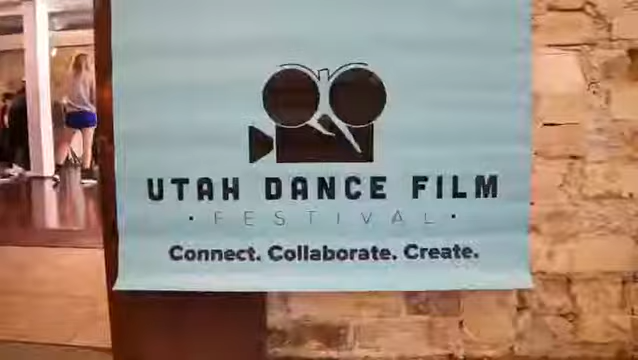 UTAH DANCE FILM
• FESTIVAL •
Connect. Collaborate. Create.